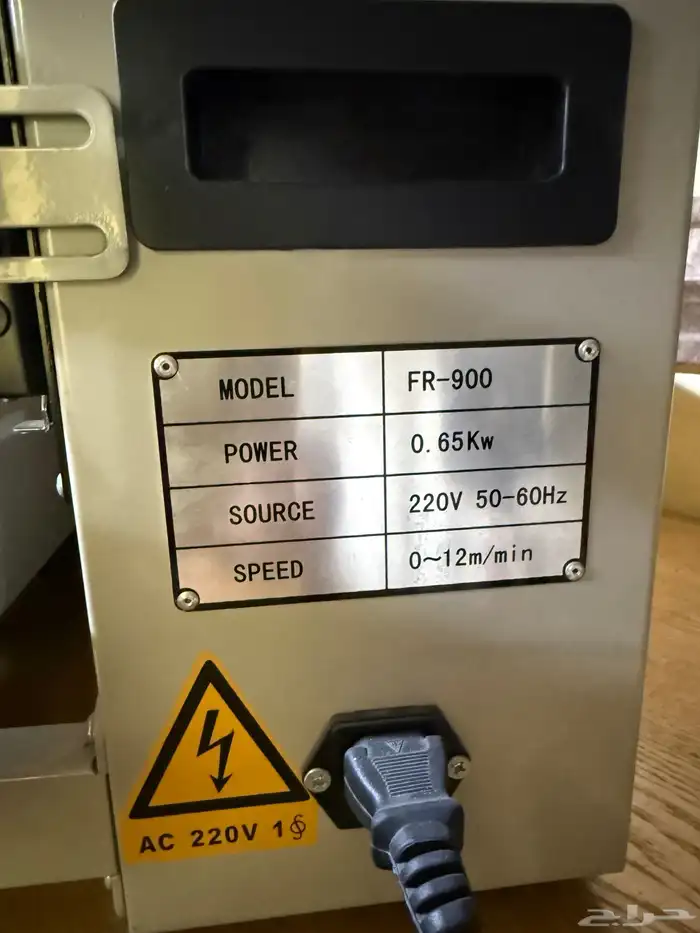 MODEL FR-900
POWER 0.65Kw
SOURCE 220V 50-60Hz
SPEED 0~12m/min
AC 220V 1∮
حراج